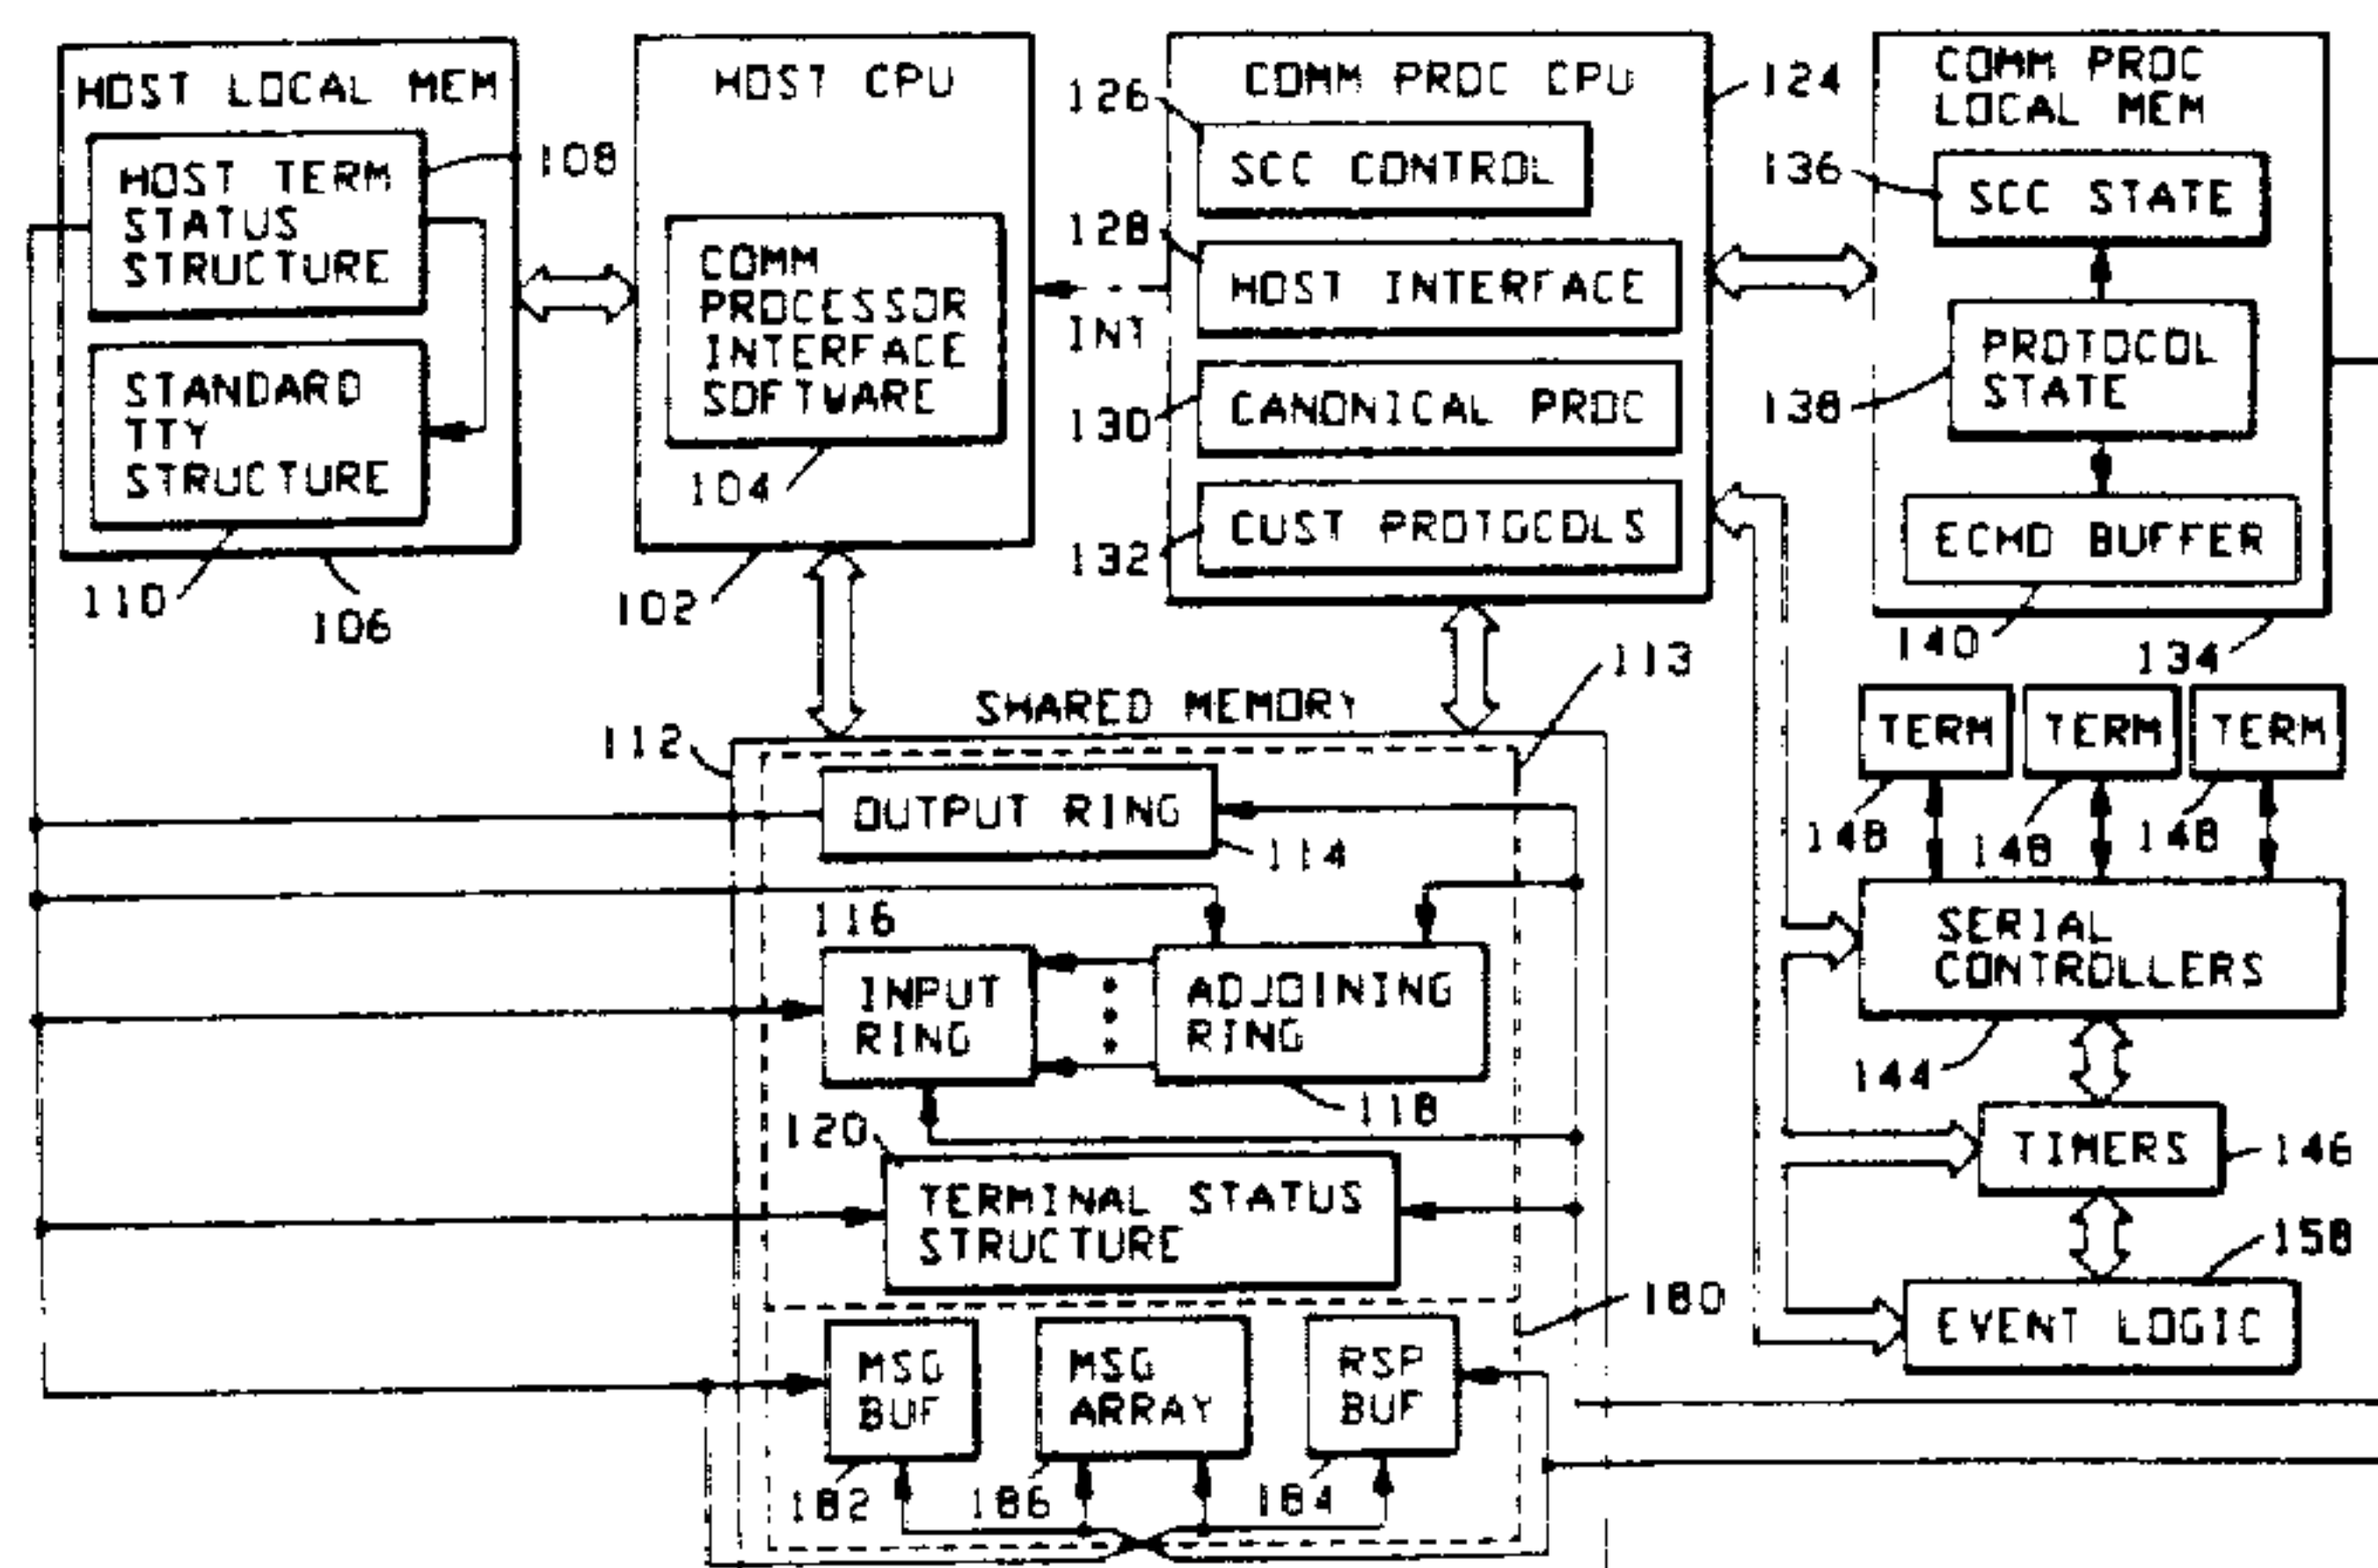 HOST LOCAL MEM
HOST TERM
STATUS
STRUCTURE
108
STANDARD
TTY
STRUCTURE
110
106
HOST CPU
COMM
PROCESSOR
INTERFACE
SOFTWARE
104
102
INT
COMM PROC CPU
124
126
SCC CONTROL
128
HOST INTERFACE
130
CANONICAL PROC
132
CUST PROTOCOLS
COMM PROC
LOCAL MEM
136
SCC STATE
138
PROTOCOL
STATE
ECHO BUFFER
140
134
SHARED MEMORY
112
113
OUTPUT RING
114
116
INPUT
RING
ADJOINING
RING
118
120
TERMINAL STATUS
STRUCTURE
180
MSG
BUF
MSG
ARRAY
RSP
BUF
182
186
184
TERM
TERM
TERM
148
148
148
SERIAL
CONTROLLERS
144
TIMERS
146
158
EVENT LOGIC